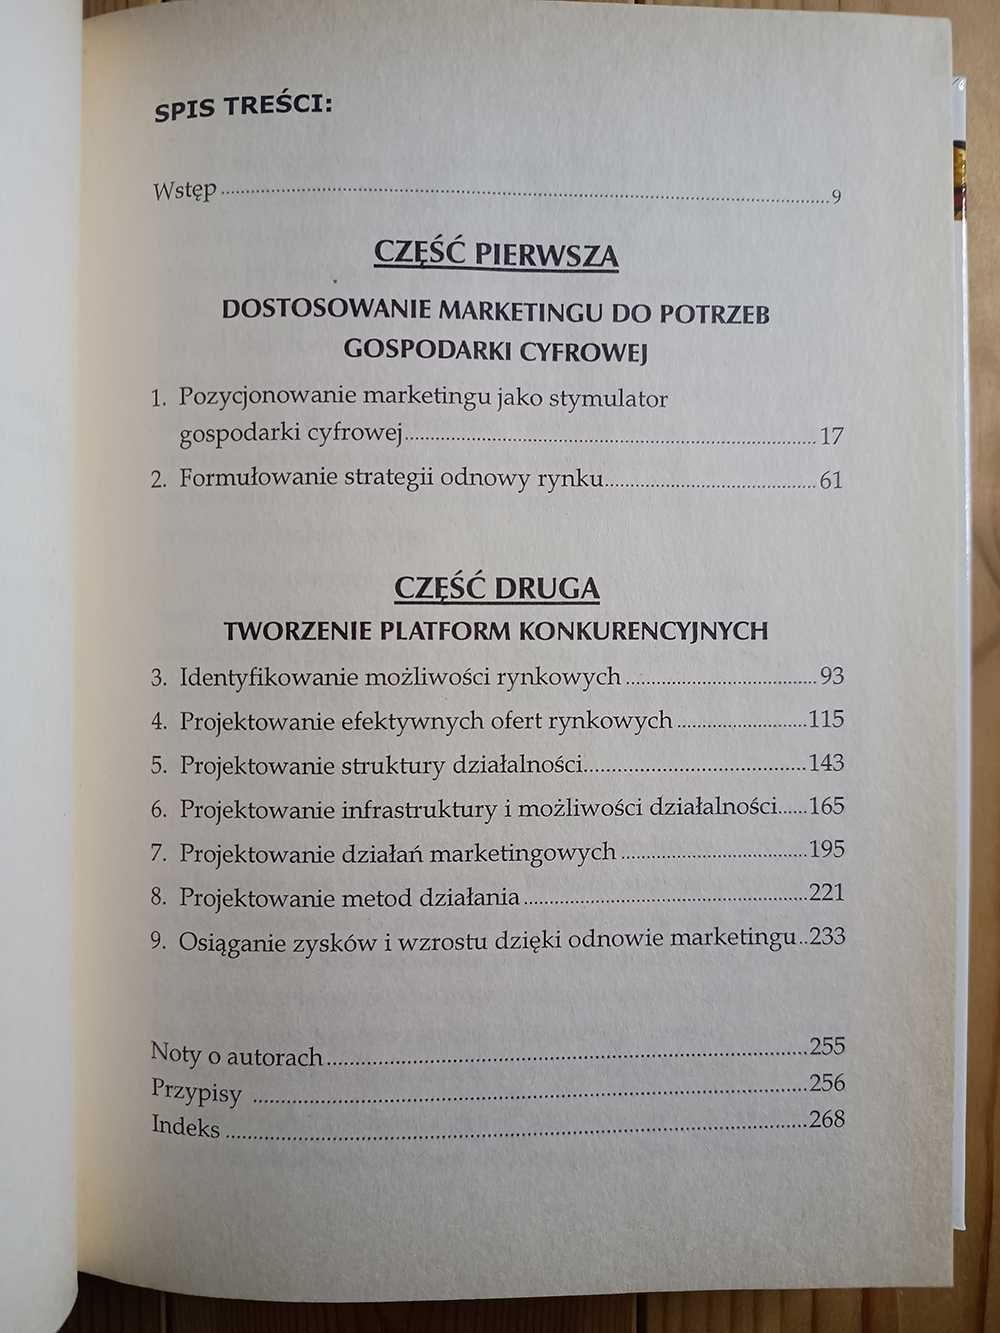 SPIS TREŚCI:
Wstęp ........ 9
CZĘŚĆ PIERWSZA
DOSTOSOWANIE MARKETINGU DO POTRZEB
GOSPODARKI CYFROWEJ
1. Pozycjonowanie marketingu jako stymulator
gospodarki cyfrowej ........ 17
2. Formułowanie strategii odnowy rynku ........ 61
CZĘŚĆ DRUGA
TWORZENIE PLATFORM KONKURENCYJNYCH
3. Identyfikowanie możliwości rynkowych ........ 93
4. Projektowanie efektywnych ofert rynkowych ........ 115
5. Projektowanie struktury działalności ........ 143
6. Projektowanie infrastruktury i możliwości działalności ...... 165
7. Projektowanie działań marketingowych ........ 195
8. Projektowanie metod działania ........ 221
9. Osiąganie zysków i wzrostu dzięki odnowie marketingu .. 233
Noty o autorach ........ 255
Przypisy ........ 256
Indeks ........ 268